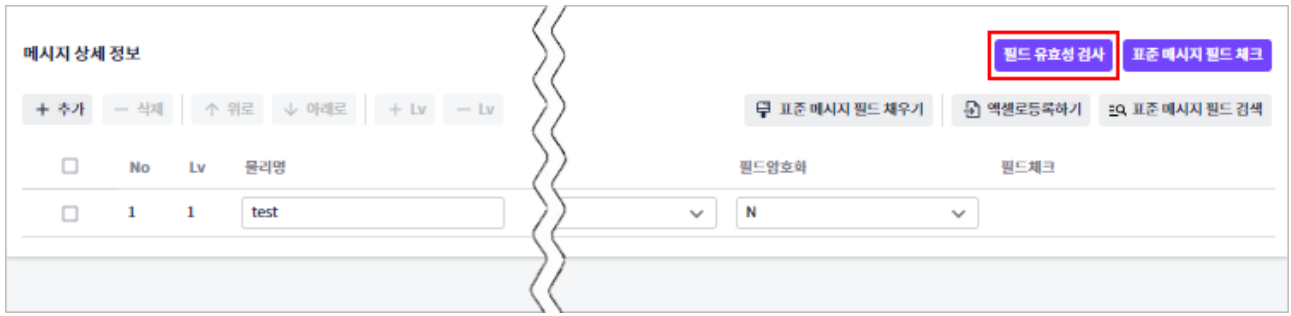 메시지 상세 정보 필드 유효성 검사 표준 메시지 필드 체크
+ 추가 − 삭제 ↑ 위로 ↓ 아래로 + Lv − Lv 표준 메시지 필드 채우기 엑셀로등록하기 표준 메시지 필드 검색
No Lv 물리명 필드암호화 필드체크
1 1 test N